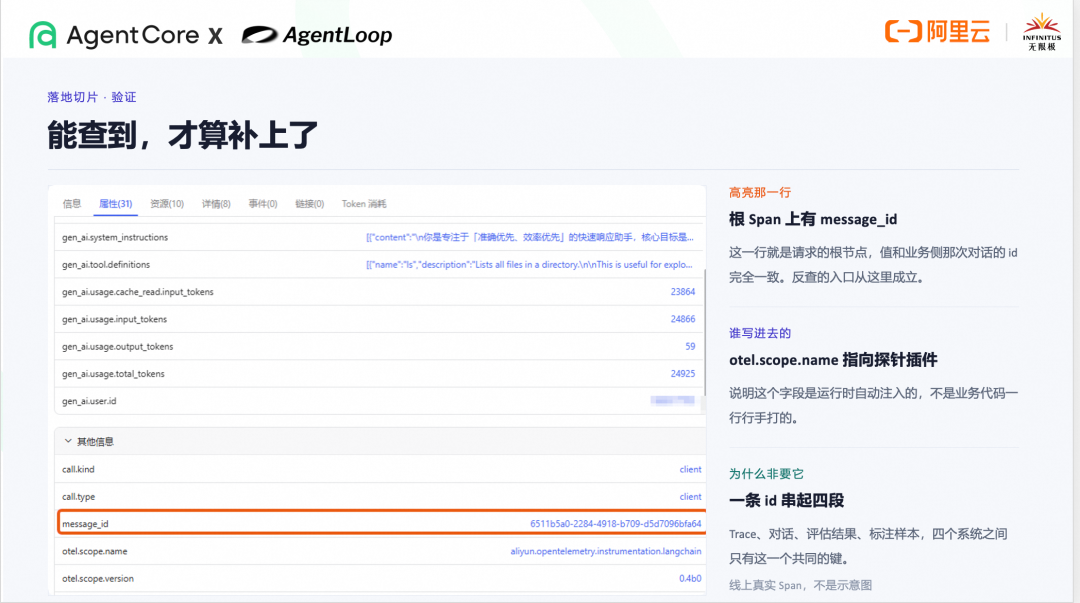 AgentCore X AgentLoop
阿里云
INFINITUS
无限极
落地切片 · 验证
能查到，才算补上了
信息 属性(31) 资源(10) 详情(8) 事件(0) 链接(0) Token 消耗
gen_ai.system_instructions [{"content":"\n你是专注于「准确优先、效率优先」的快速响应助手，核心目标是...
gen_ai.tool.definitions [{"name":"ls","description":"Lists all files in a directory.\n\nThis is useful for explo...
gen_ai.usage.cache_read.input_tokens 23864
gen_ai.usage.input_tokens 24866
gen_ai.usage.output_tokens 59
gen_ai.usage.total_tokens 24925
gen_ai.user.id
其他信息
call.kind client
call.type client
message_id 6511b5a0-2284-4918-b709-d5d7096bfa64
otel.scope.name aliyun.opentelemetry.instrumentation.langchain
otel.scope.version 0.4b0
高亮那一行
根 Span 上有 message_id
这一行就是请求的根节点，值和业务侧那次对话的 id
完全一致。反查的入口从这里成立。
谁写进去的
otel.scope.name 指向探针插件
说明这个字段是运行时自动注入的，不是业务代码一
行行手打的。
为什么非要它
一条 id 串起四段
Trace、对话、评估结果、标注样本，四个系统之间
只有这一个共同的键。
线上真实 Span，不是示意图